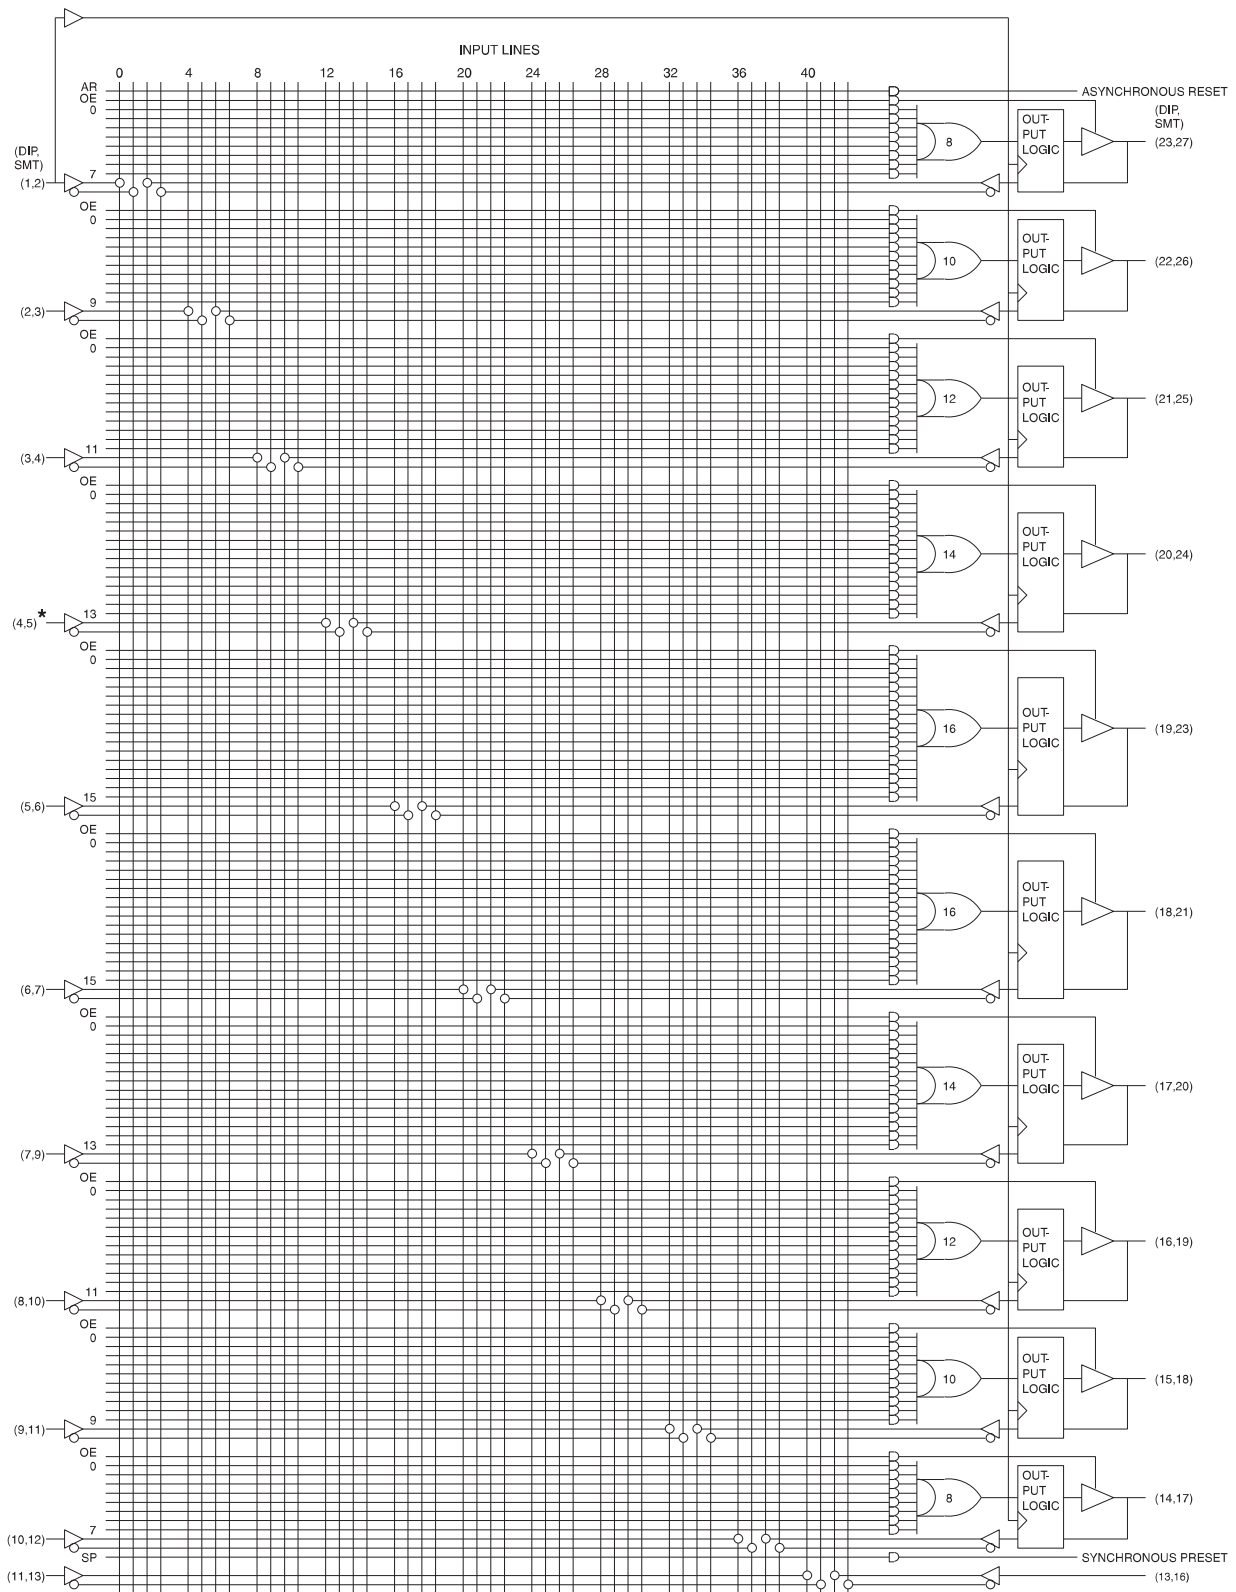 INPUT LINES
0 4 8 12 16 20 24 28 32 36 40
AR
ASYNCHRONOUS RESET
OE
0
(DIP,
SMT)
(DIP,
SMT)
OUT-
PUT
LOGIC
8
(23,27)
7
(1,2)
OE
0
OUT-
PUT
LOGIC
10
(22,26)
9
(2,3)
OE
0
OUT-
PUT
LOGIC
12
(21,25)
11
(3,4)
OE
0
OUT-
PUT
LOGIC
14
(20,24)
13
(4,5)*
OE
0
OUT-
PUT
LOGIC
16
(19,23)
15
(5,6)
OE
0
OUT-
PUT
LOGIC
16
(18,21)
15
(6,7)
OE
0
OUT-
PUT
LOGIC
14
(17,20)
13
(7,9)
OE
0
OUT-
PUT
LOGIC
12
(16,19)
11
(8,10)
OE
0
OUT-
PUT
LOGIC
10
(15,18)
9
(9,11)
OE
0
OUT-
PUT
LOGIC
8
(14,17)
7
(10,12)
SP
SYNCHRONOUS PRESET
(11,13)
(13,16)